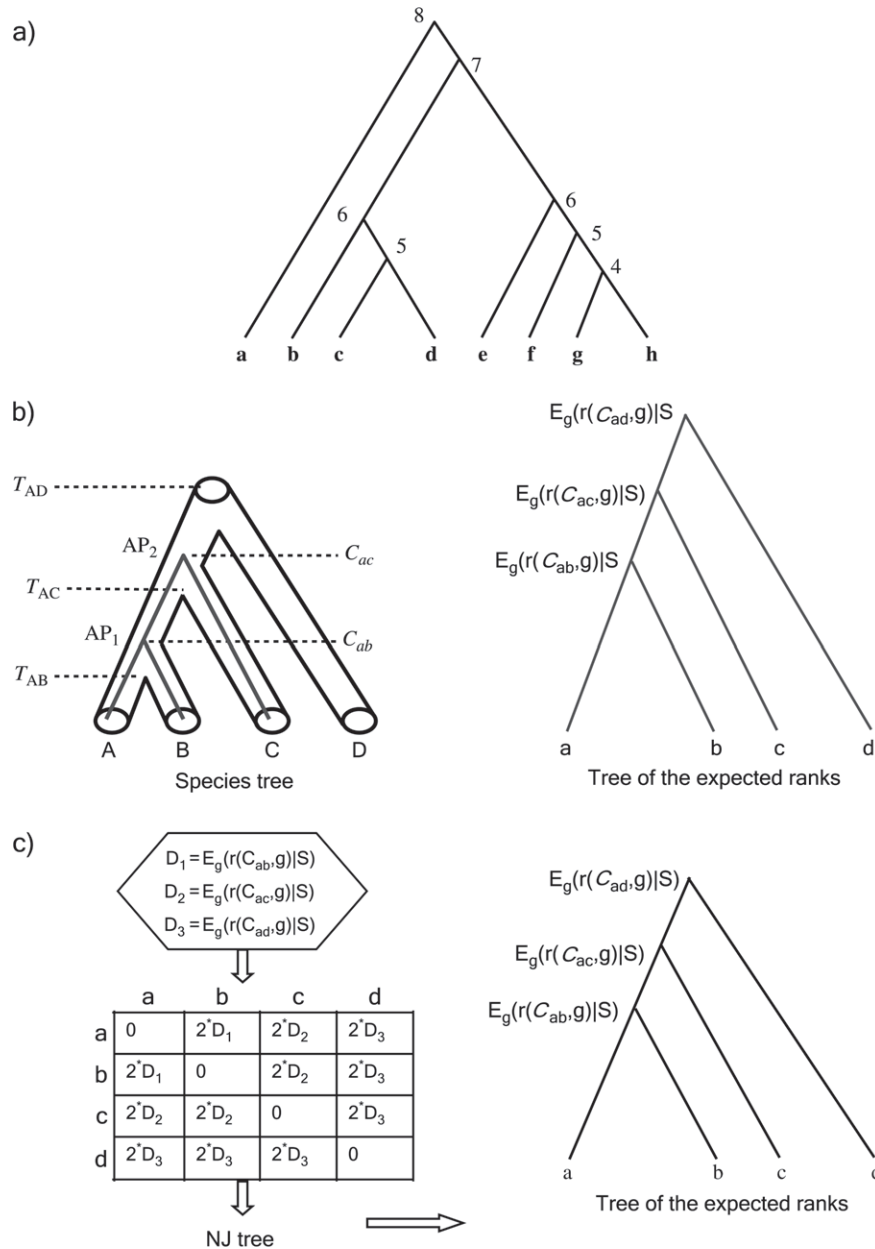 a)
8
7
6
6
5
5
4
a b c d e f g h
b)
T_AD
AP_2
C_ac
T_AC
AP_1
C_ab
T_AB
A B C D
Species tree
E_g(r(C_ad,g)|S
E_g(r(C_ac,g)|S)
E_g(r(C_ab,g)|S
a b c d
Tree of the expected ranks
c)
D_1 = E_g(r(C_ab,g)|S)
D_2 = E_g(r(C_ac,g)|S)
D_3 = E_g(r(C_ad,g)|S)
a b c d
a 0 2*D_1 2*D_2 2*D_3
b 2*D_1 0 2*D_2 2*D_3
c 2*D_2 2*D_2 0 2*D_3
d 2*D_3 2*D_3 2*D_3 0
NJ tree
E_g(r(C_ad,g)|S)
E_g(r(C_ac,g)|S)
E_g(r(C_ab,g)|S)
a b c
Tree of the expected ranks